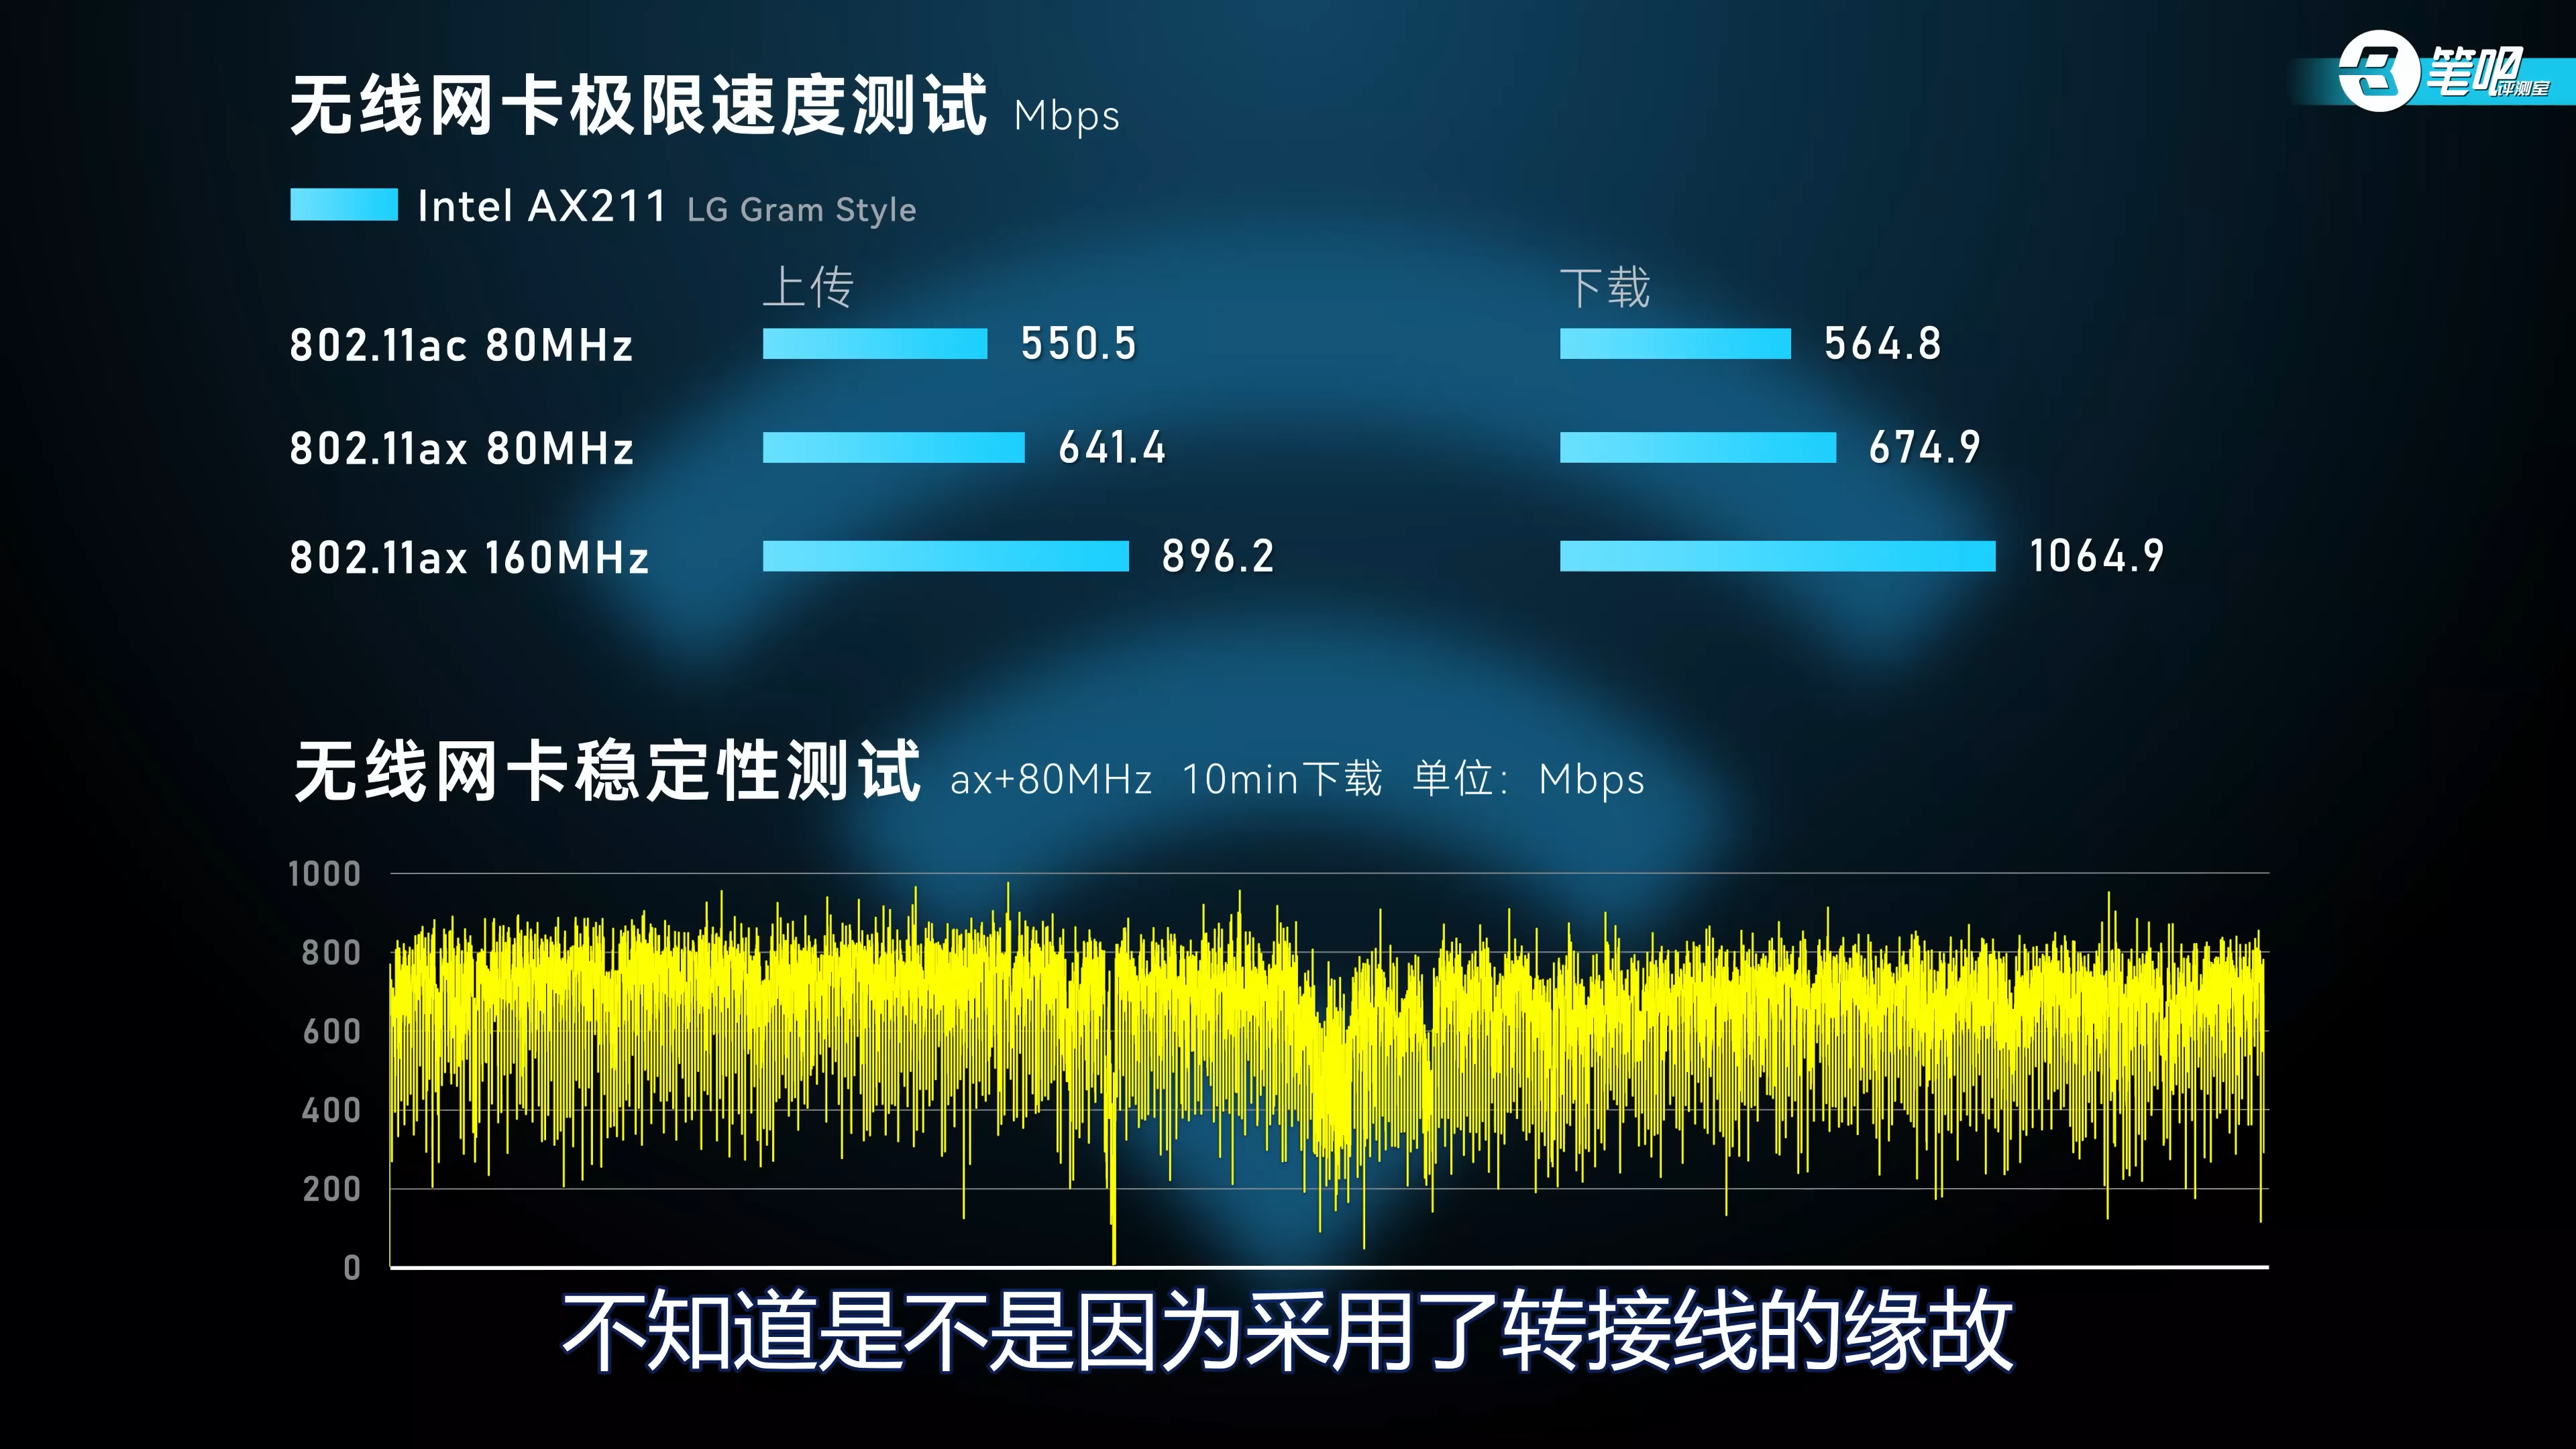 笔吧评测室
无线网卡极限速度测试 Mbps
Intel AX211 LG Gram Style
上传 下载
802.11ac 80MHz 550.5 564.8
802.11ax 80MHz 641.4 674.9
802.11ax 160MHz 896.2 1064.9
无线网卡稳定性测试 ax+80MHz 10min下载 单位：Mbps
1000
800
600
400
200
0
不知道是不是因为采用了转接线的缘故